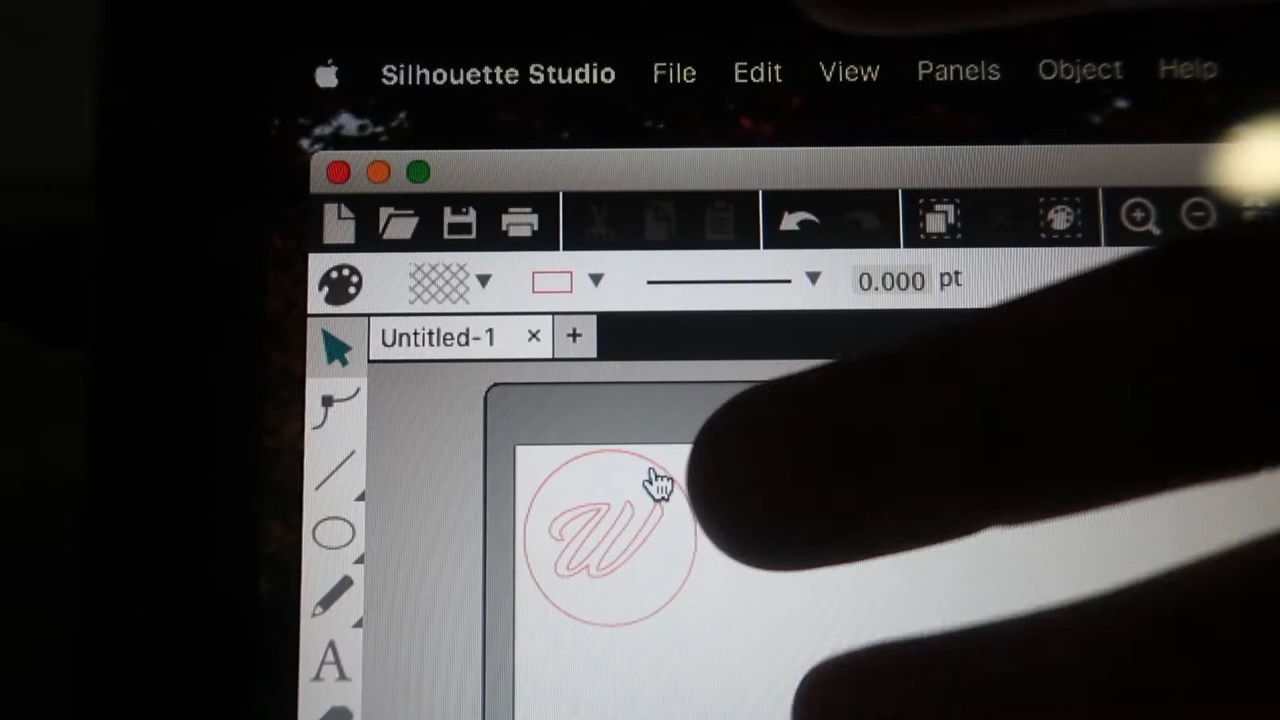 Silhouette Studio File Edit View Panels Object Help
0.000 pt
Untitled-1 × +
W
A